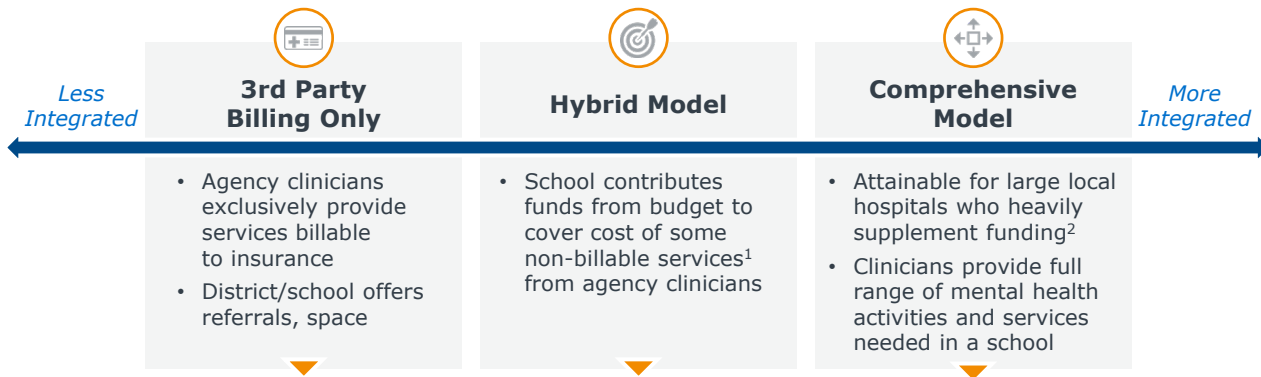 Less
Integrated
3rd Party
Billing Only
Hybrid Model
Comprehensive
Model
More
Integrated
• Agency clinicians
exclusively provide
services billable
to insurance
• District/school offers
referrals, space
• School contributes
funds from budget to
cover cost of some
non-billable services¹
from agency clinicians
• Attainable for large local
hospitals who heavily
supplement funding²
• Clinicians provide full
range of mental health
activities and services
needed in a school